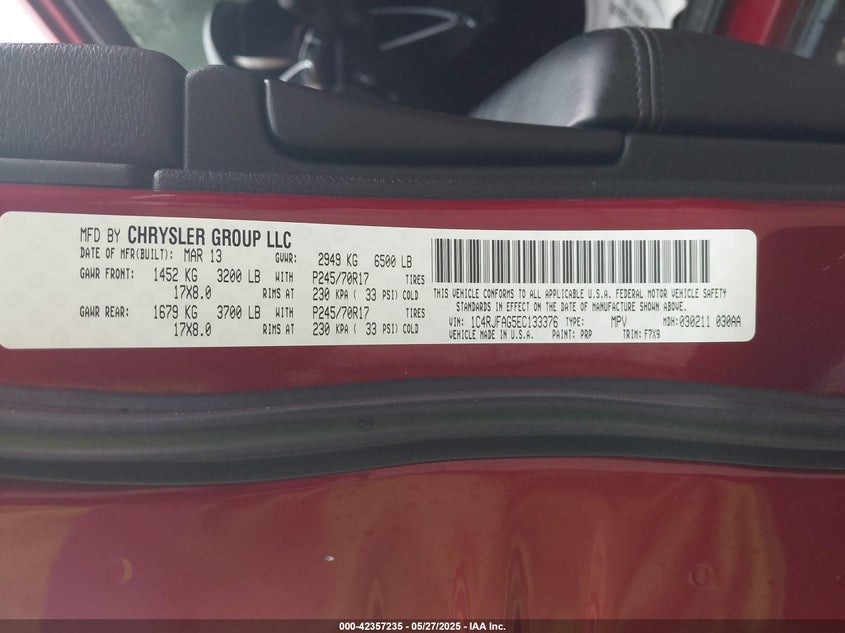 MFD BY CHRYSLER GROUP LLC
DATE OF MFR(BUILT): MAR 13 GVWR: 2949 KG 6500 LB
GAWR FRONT: 1452 KG 3200 LB WITH P245/70R17 TIRES
17X8.0 RIMS AT 230 KPA ( 33 PSI) COLD
GAWR REAR: 1679 KG 3700 LB WITH P245/70R17 TIRES
17X8.0 RIMS AT 230 KPA ( 33 PSI) COLD
THIS VEHICLE CONFORMS TO ALL APPLICABLE U.S.A. FEDERAL MOTOR VEHICLE SAFETY
STANDARDS IN EFFECT ON THE DATE OF MANUFACTURE SHOWN ABOVE.
VIN: 1C4RJFAG5EC133376 TYPE: MPV MDH:030211 030AA
VEHICLE MADE IN U.S.A. PAINT: PRP TRIM: F7X9
000-42357235 - 05/27/2025 - IAA Inc.